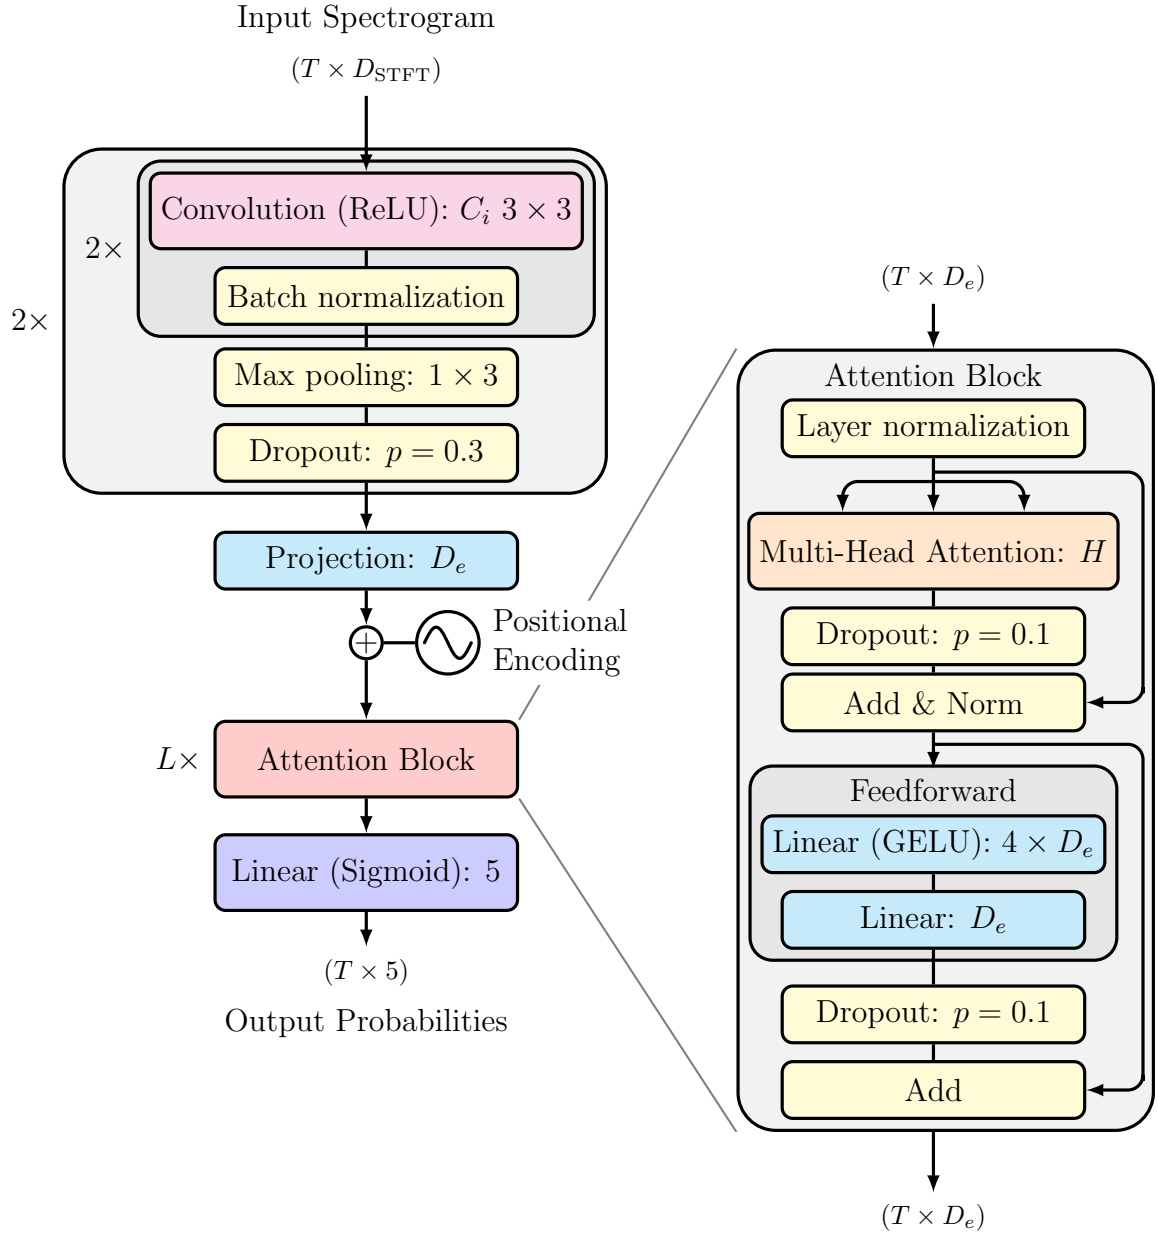 Input Spectrogram
(T × D_STFT)
2×
2×
Convolution (ReLU): C_i 3 × 3
Batch normalization
Max pooling: 1 × 3
Dropout: p = 0.3
Projection: D_e
+
Positional
Encoding
L×
Attention Block
Linear (Sigmoid): 5
(T × 5)
Output Probabilities
(T × D_e)
Attention Block
Layer normalization
Multi-Head Attention: H
Dropout: p = 0.1
Add & Norm
Feedforward
Linear (GELU): 4 × D_e
Linear: D_e
Dropout: p = 0.1
Add
(T × D_e)